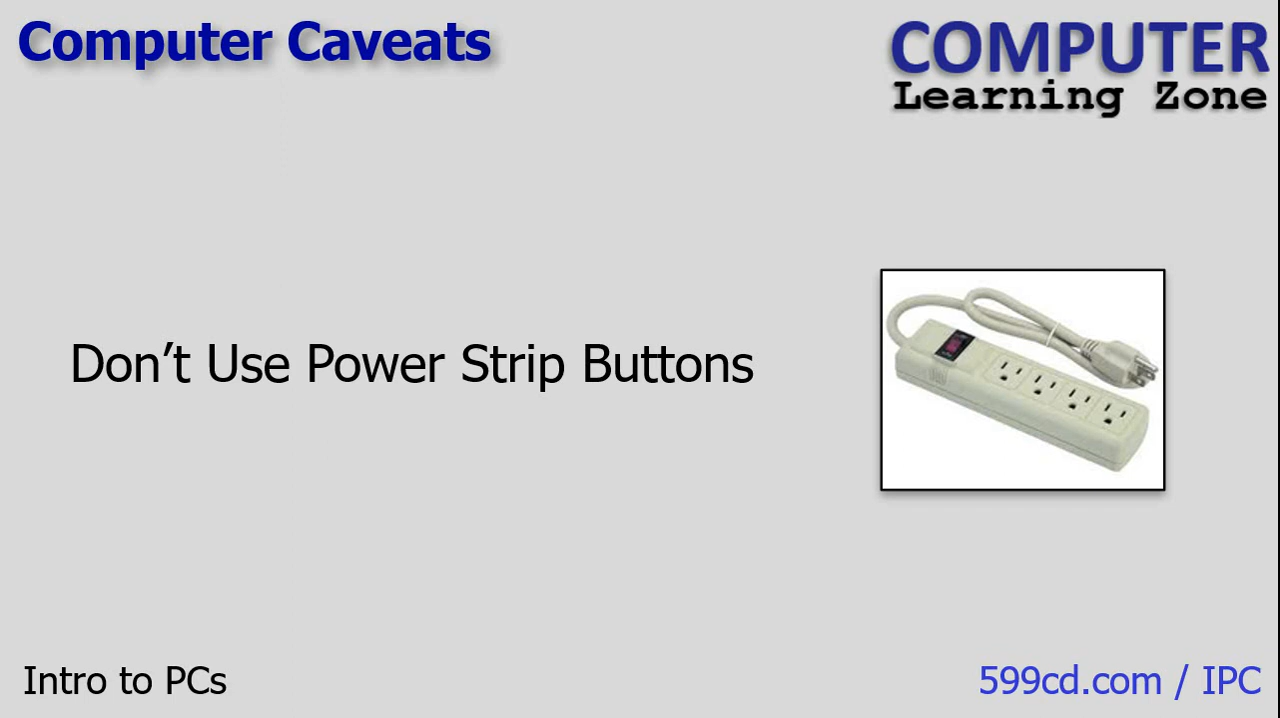 Computer Caveats
COMPUTER
Learning Zone
Don’t Use Power Strip Buttons
Intro to PCs
599cd.com / IPC